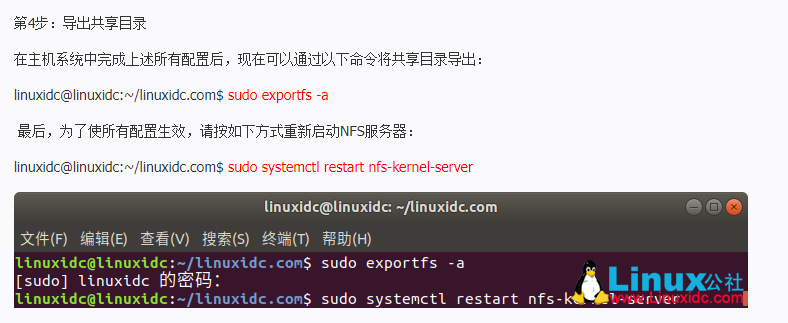 第4步：导出共享目录
在主机系统中完成上述所有配置后，现在可以通过以下命令将共享目录导出：
linuxidc@linuxidc:~/linuxidc.com$ sudo exportfs -a
最后，为了使所有配置生效，请按如下方式重新启动NFS服务器：
linuxidc@linuxidc:~/linuxidc.com$ sudo systemctl restart nfs-kernel-server
linuxidc@linuxidc: ~/linuxidc.com
文件(F) 编辑(E) 查看(V) 搜索(S) 终端(T) 帮助(H)
linuxidc@linuxidc:~/linuxidc.com$ sudo exportfs -a
[sudo] linuxidc 的密码：
linuxidc@linuxidc:~/linuxidc.com$ sudo systemctl restart nfs-kernel-server
Linux公社
www.Linuxidc.com